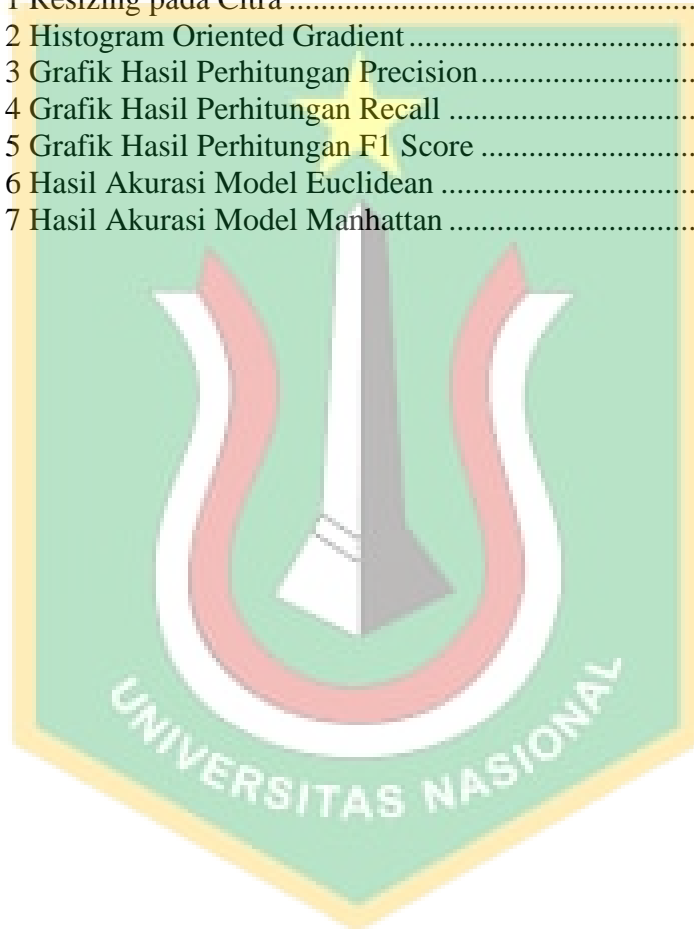 1 Resizing pada Citra ................................................
2 Histogram Oriented Gradient ....................................
3 Grafik Hasil Perhitungan Precision...........................
4 Grafik Hasil Perhitungan Recall ...............................
5 Grafik Hasil Perhitungan F1 Score ...........................
6 Hasil Akurasi Model Euclidean ................................
7 Hasil Akurasi Model Manhattan ...............................
UNIVERSITAS NASIONAL